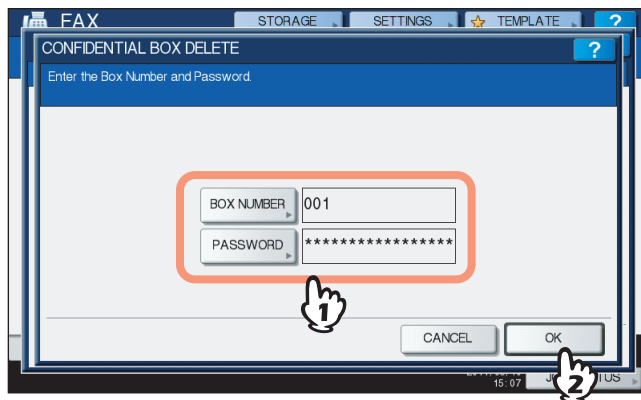 FAX
STORAGE
SETTINGS
TEMPLATE
?
CONFIDENTIAL BOX DELETE
?
Enter the Box Number and Password.
BOX NUMBER
001
PASSWORD
*****************
1
CANCEL
OK
15:07
2